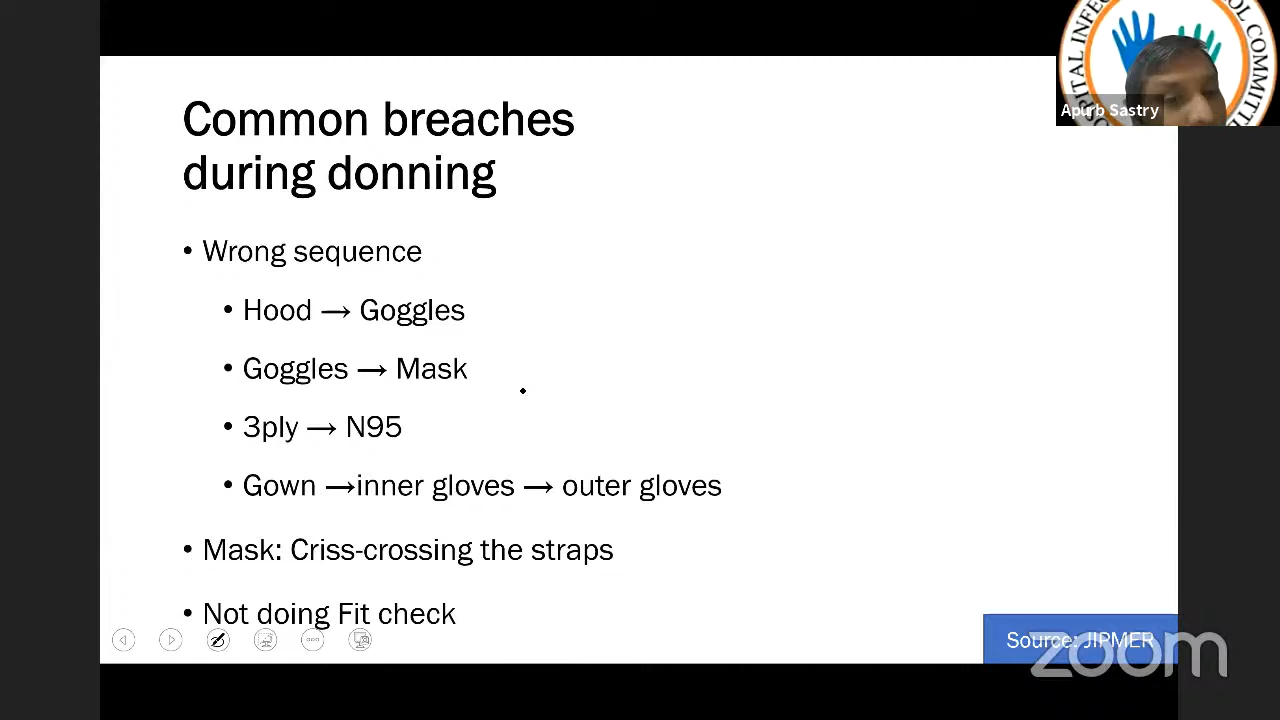 Common breaches
during donning
• Wrong sequence
• Hood → Goggles
• Goggles → Mask
• 3ply → N95
• Gown →inner gloves → outer gloves
• Mask: Criss-crossing the straps
• Not doing Fit check
Source: JIPMER
zoom
Apurb Sastry